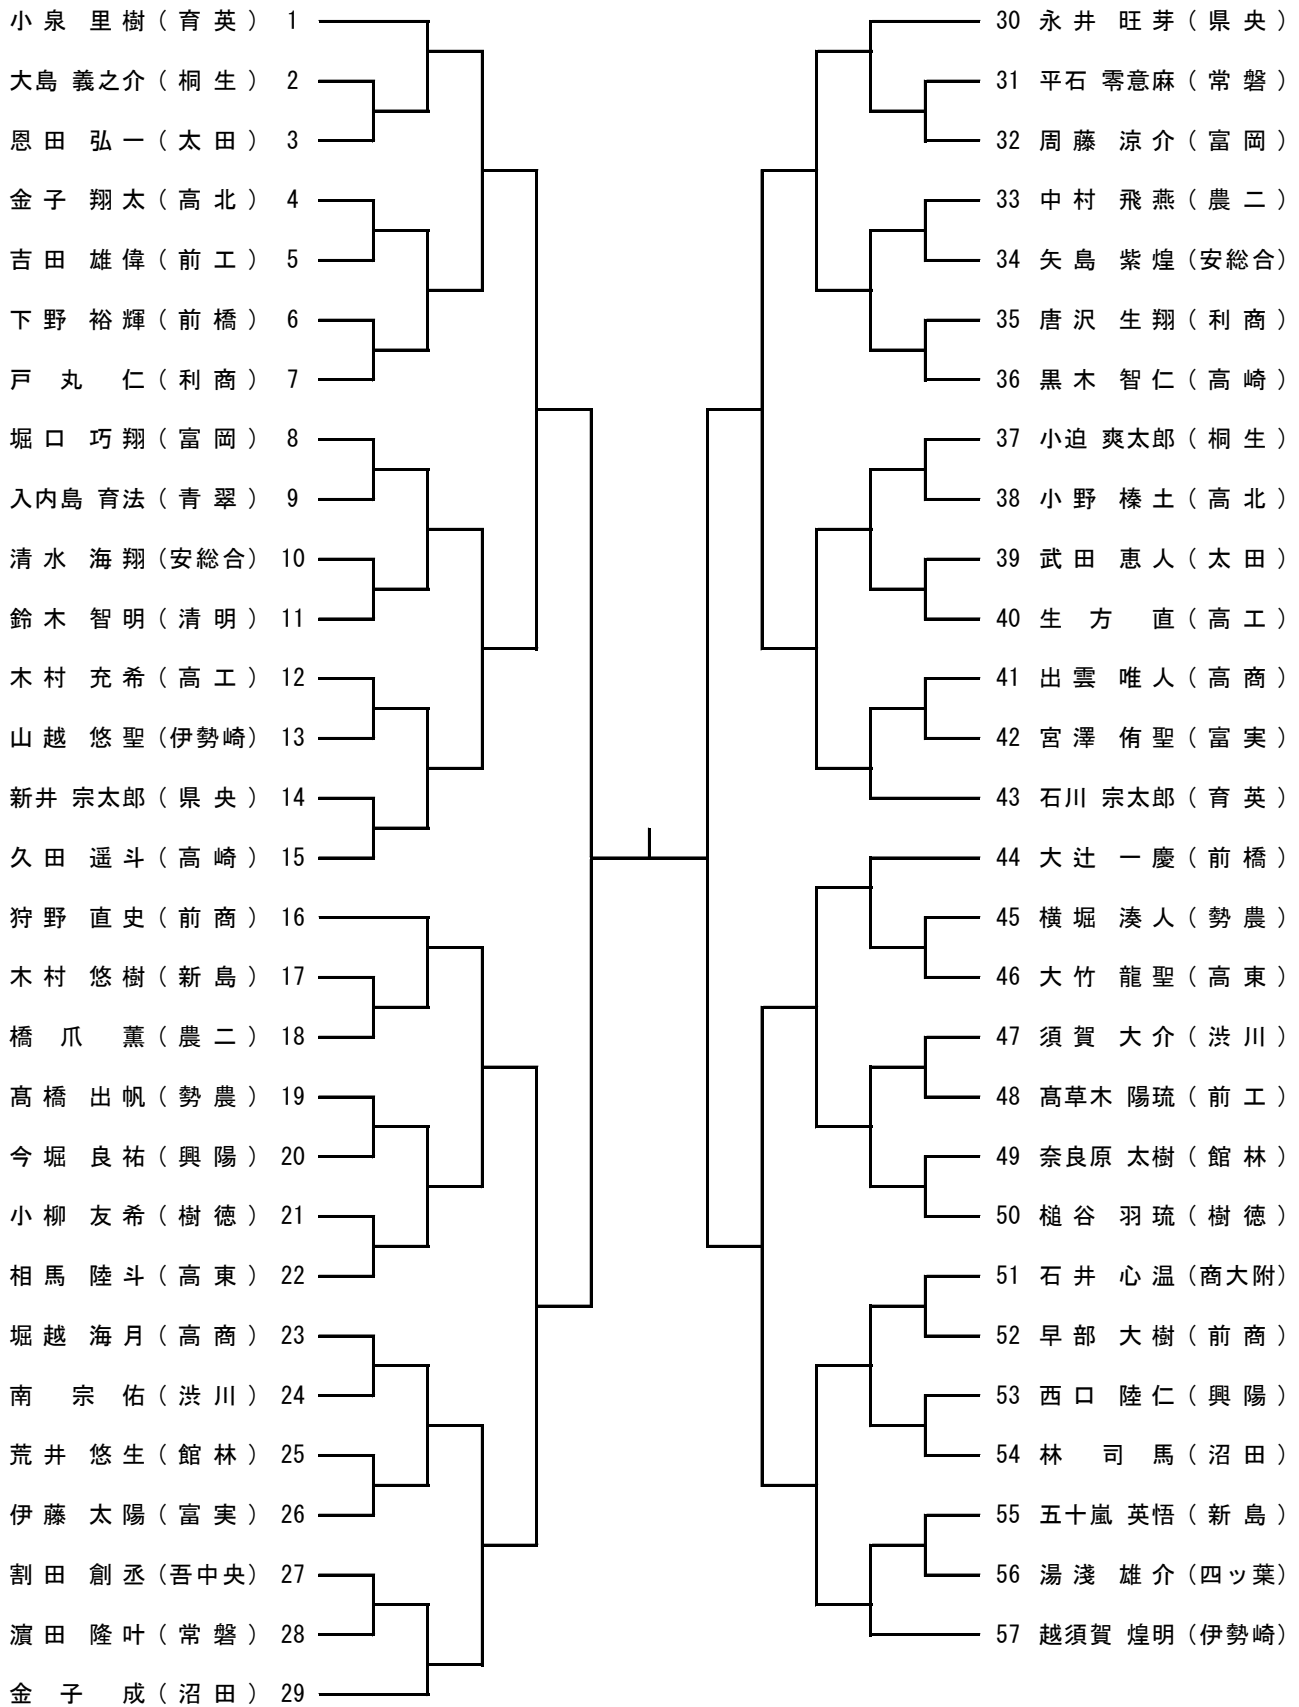 小泉 里樹（育英） 1
大島 義之介（桐生） 2
恩田 弘一（太田） 3
金子 翔太（高北） 4
吉田 雄偉（前工） 5
下野 裕輝（前橋） 6
戸丸 仁（利商） 7
堀口 巧翔（富岡） 8
入内島 育法（青翠） 9
清水 海翔（安総合） 10
鈴木 智明（清明） 11
木村 充希（高工） 12
山越 悠聖（伊勢崎） 13
新井 宗太郎（県央） 14
久田 遥斗（高崎） 15
狩野 直史（前商） 16
木村 悠樹（新島） 17
橋爪 薫（農二） 18
髙橋 出帆（勢農） 19
今堀 良祐（興陽） 20
小柳 友希（樹徳） 21
相馬 陸斗（高東） 22
堀越 海月（高商） 23
南 宗佑（渋川） 24
荒井 悠生（館林） 25
伊藤 太陽（富実） 26
割田 創丞（吾中央） 27
濵田 隆叶（常磐） 28
金子 成（沼田） 29
30 永井 旺芽（県央）
31 平石 零意麻（常磐）
32 周藤 涼介（富岡）
33 中村 飛燕（農二）
34 矢島 紫煌（安総合）
35 唐沢 生翔（利商）
36 黒木 智仁（高崎）
37 小迫 爽太郎（桐生）
38 小野 榛土（高北）
39 武田 恵人（太田）
40 生方 直（高工）
41 出雲 唯人（高商）
42 宮澤 侑聖（富実）
43 石川 宗太郎（育英）
44 大辻 一慶（前橋）
45 横堀 湊人（勢農）
46 大竹 龍聖（高東）
47 須賀 大介（渋川）
48 髙草木 陽琉（前工）
49 奈良原 太樹（館林）
50 槌谷 羽琉（樹徳）
51 石井 心温（商大附）
52 早部 大樹（前商）
53 西口 陸仁（興陽）
54 林 司馬（沼田）
55 五十嵐 英悟（新島）
56 湯淺 雄介（四ッ葉）
57 越須賀 煌明（伊勢崎）